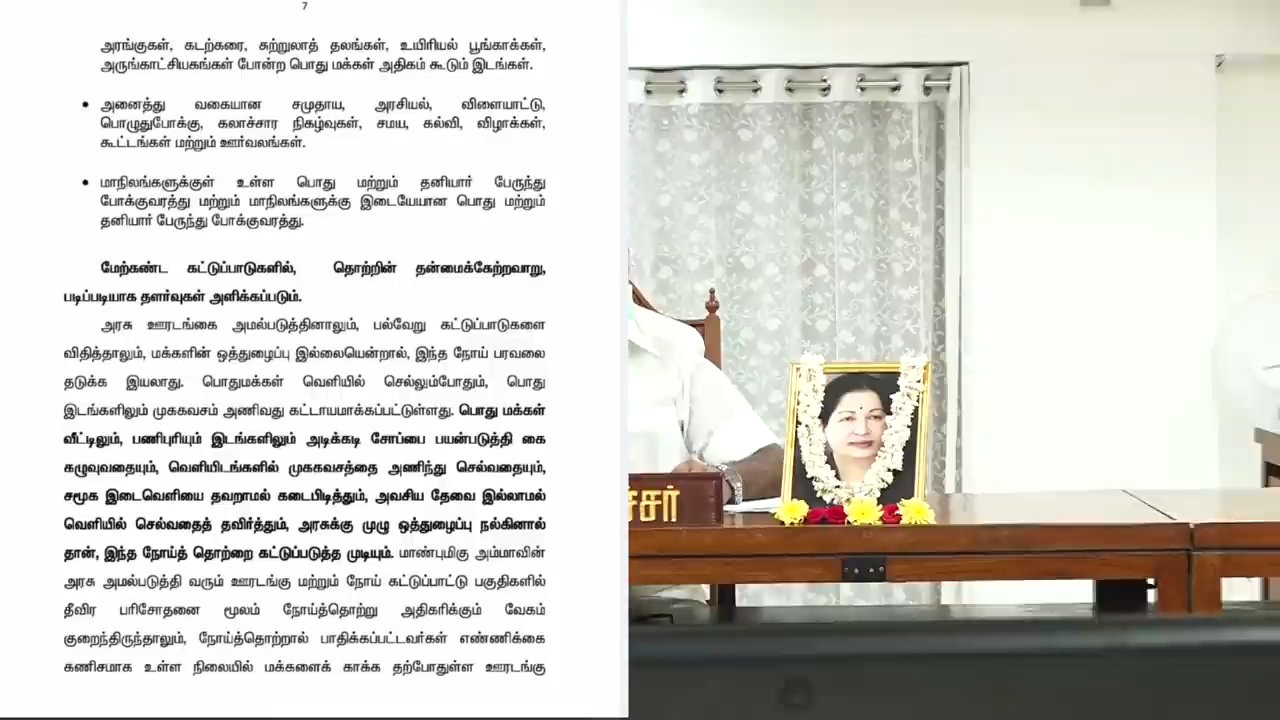 7
அரங்குகள், கடற்கரை, சுற்றுலாத் தலங்கள், உயிரியல் பூங்காக்கள்,
அருங்காட்சியகங்கள் போன்ற பொது மக்கள் அதிகம் கூடும் இடங்கள்.
• அனைத்து வகையான சமுதாய, அரசியல், விளையாட்டு,
பொழுதுபோக்கு, கலாச்சார நிகழ்வுகள், சமய, கல்வி, விழாக்கள்,
கூட்டங்கள் மற்றும் ஊர்வலங்கள்.
• மாநிலங்களுக்குள் உள்ள பொது மற்றும் தனியார் பேருந்து
போக்குவரத்து மற்றும் மாநிலங்களுக்கு இடையேயான பொது மற்றும்
தனியார் பேருந்து போக்குவரத்து.
மேற்கண்ட கட்டுப்பாடுகளில், தொற்றின் தன்மைக்கேற்றவாறு,
படிப்படியாக தளர்வுகள் அளிக்கப்படும்.
அரசு ஊரடங்கை அமல்படுத்தினாலும், பல்வேறு கட்டுப்பாடுகளை
விதித்தாலும், மக்களின் ஒத்துழைப்பு இல்லையென்றால், இந்த நோய் பரவலை
தடுக்க இயலாது. பொதுமக்கள் வெளியில் செல்லும்போதும், பொது
இடங்களிலும் முககவசம் அணிவது கட்டாயமாக்கப்பட்டுள்ளது. பொது மக்கள்
வீட்டிலும், பணிபுரியும் இடங்களிலும் அடிக்கடி சோப்பை பயன்படுத்தி கை
கழுவுவதையும், வெளியிடங்களில் முககவசத்தை அணிந்து செல்வதையும்,
சமூக இடைவெளியை தவறாமல் கடைபிடித்தும், அவசிய தேவை இல்லாமல்
வெளியில் செல்வதைத் தவிர்த்தும், அரசுக்கு முழு ஒத்துழைப்பு நல்கினால்
தான், இந்த நோய்த் தொற்றை கட்டுப்படுத்த முடியும். மாண்புமிகு அம்மாவின்
அரசு அமல்படுத்தி வரும் ஊரடங்கு மற்றும் நோய் கட்டுப்பாட்டு பகுதிகளில்
தீவிர பரிசோதனை மூலம் நோய்த்தொற்று அதிகரிக்கும் வேகம்
குறைந்திருந்தாலும், நோய்த்தொற்றால் பாதிக்கப்பட்டவர்கள் எண்ணிக்கை
கணிசமாக உள்ள நிலையில் மக்களைக் காக்க தற்போதுள்ள ஊரடங்கு